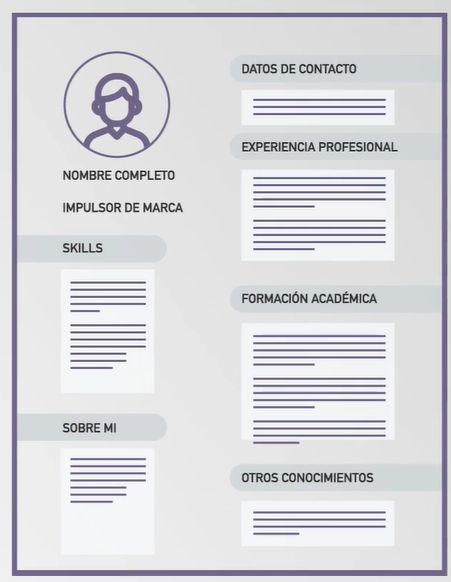 NOMBRE COMPLETO
IMPULSOR DE MARCA
SKILLS
SOBRE MI
DATOS DE CONTACTO
EXPERIENCIA PROFESIONAL
FORMACIÓN ACADÉMICA
OTROS CONOCIMIENTOS